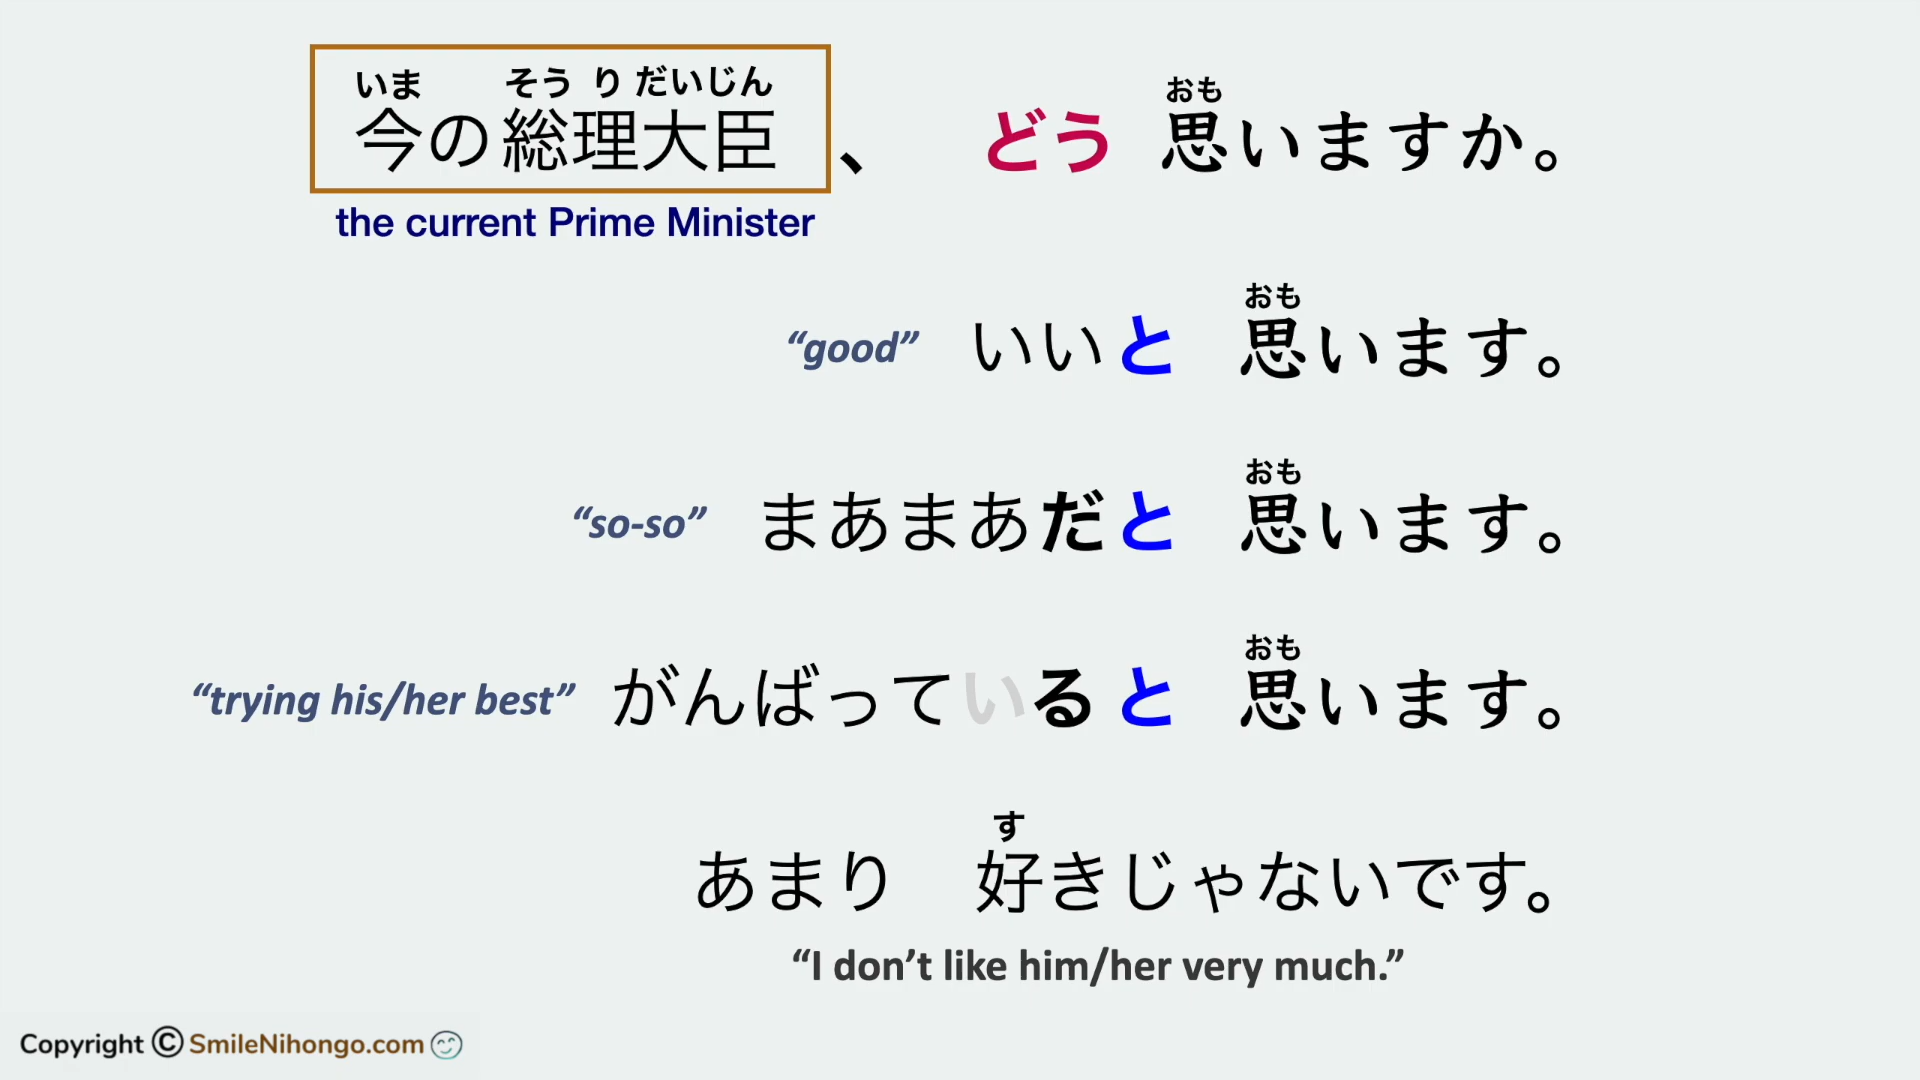 いま そう り だいじん おも
今の総理大臣、 どう 思いますか。
the current Prime Minister
おも
“good” いいと 思います。
おも
“so-so” まあまあだと 思います。
おも
“trying his/her best” がんばっていると 思います。
す
あまり 好きじゃないです。
“I don’t like him/her very much.”
Copyright © SmileNihongo.com